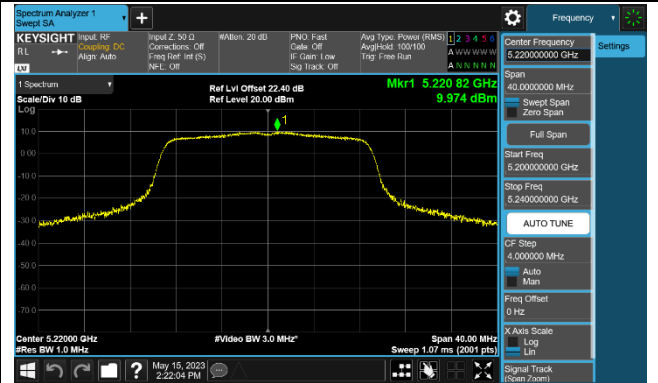 Spectrum Analyzer 1
Swept SA
Frequency
KEYSIGHT
RL
LXI
Input: RF
Coupling: DC
Align: Auto
Input Z: 50 Ω
Corrections: Off
Freq Ref: Int (S)
NFE: Off
#Atten: 20 dB
PNO: Fast
Gate: Off
IF Gain: Low
Sig Track: Off
Avg Type: Power (RMS)
Avg|Hold: 100/100
Trig: Free Run
1 2 3 4 5 6
A W W W W W
A N N N N N
1 Spectrum
Scale/Div 10 dB
Log
Ref Lvl Offset 22.40 dB
Ref Level 20.00 dBm
Mkr1 5.220 82 GHz
9.974 dBm
1
10.0
0.00
-10.0
-20.0
-30.0
-40.0
-50.0
-60.0
-70.0
Center 5.22000 GHz
#Res BW 1.0 MHz
#Video BW 3.0 MHz*
Span 40.00 MHz
Sweep 1.07 ms (2001 pts)
May 15, 2023
2:22:04 PM
Center Frequency
5.220000000 GHz
Settings
Span
40.0000000 MHz
Swept Span
Zero Span
Full Span
Start Freq
5.200000000 GHz
Stop Freq
5.240000000 GHz
AUTO TUNE
CF Step
4.000000 MHz
Auto
Man
Freq Offset
0 Hz
X Axis Scale
Log
Lin
Signal Track
(Span Zoom)